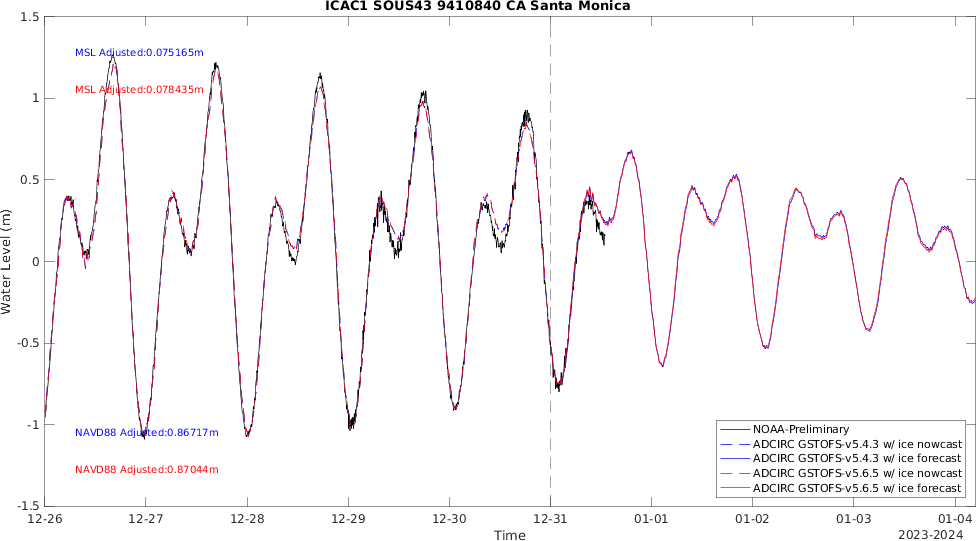 ICAC1 SOUS43 9410840 CA Santa Monica
1.5
1
0.5
0
-0.5
-1
-1.5
Water Level (m)
MSL Adjusted:0.075165m
MSL Adjusted:0.078435m
NAVD88 Adjusted:0.86717m
NAVD88 Adjusted:0.87044m
NOAA-Preliminary
ADCIRC GSTOFS-v5.4.3 w/ ice nowcast
ADCIRC GSTOFS-v5.4.3 w/ ice forecast
ADCIRC GSTOFS-v5.6.5 w/ ice nowcast
ADCIRC GSTOFS-v5.6.5 w/ ice forecast
12-26 12-27 12-28 12-29 12-30 12-31 01-01 01-02 01-03 01-04
Time
2023-2024